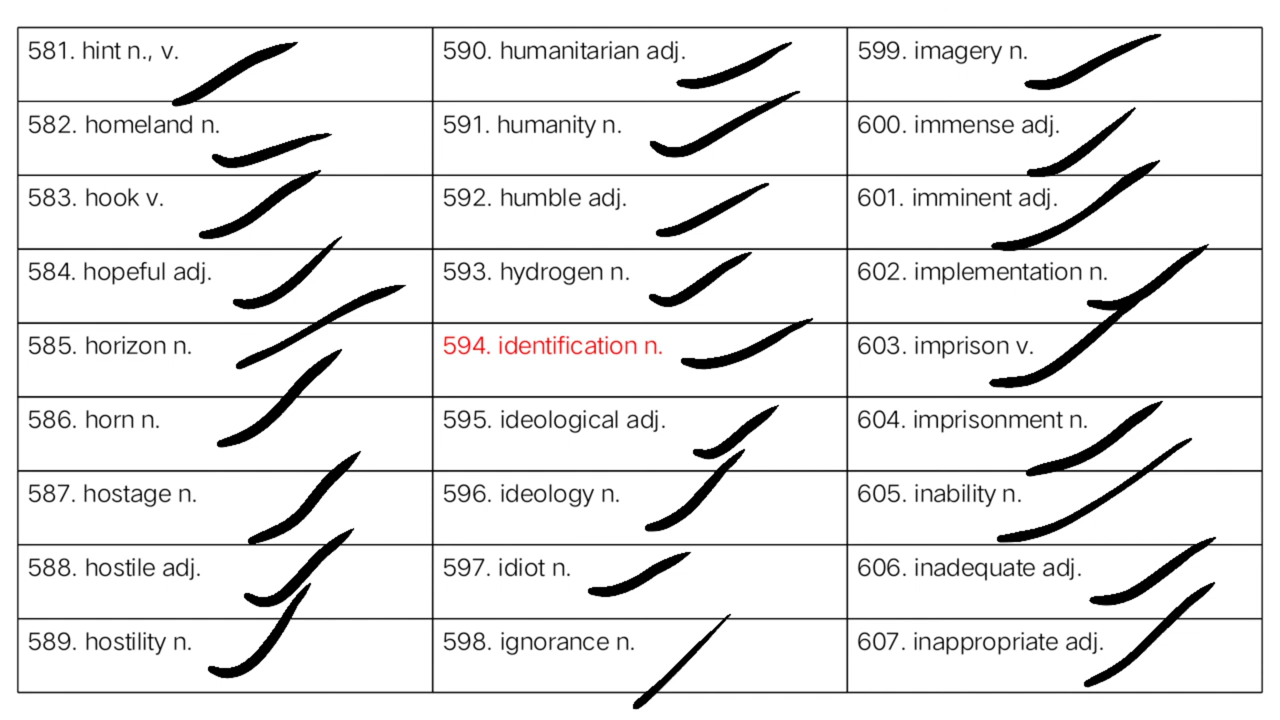 581. hint n., v.
582. homeland n.
583. hook v.
584. hopeful adj.
585. horizon n.
586. horn n.
587. hostage n.
588. hostile adj.
589. hostility n.
590. humanitarian adj.
591. humanity n.
592. humble adj.
593. hydrogen n.
594. identification n.
595. ideological adj.
596. ideology n.
597. idiot n.
598. ignorance n.
599. imagery n.
600. immense adj.
601. imminent adj.
602. implementation n.
603. imprison v.
604. imprisonment n.
605. inability n.
606. inadequate adj.
607. inappropriate adj.